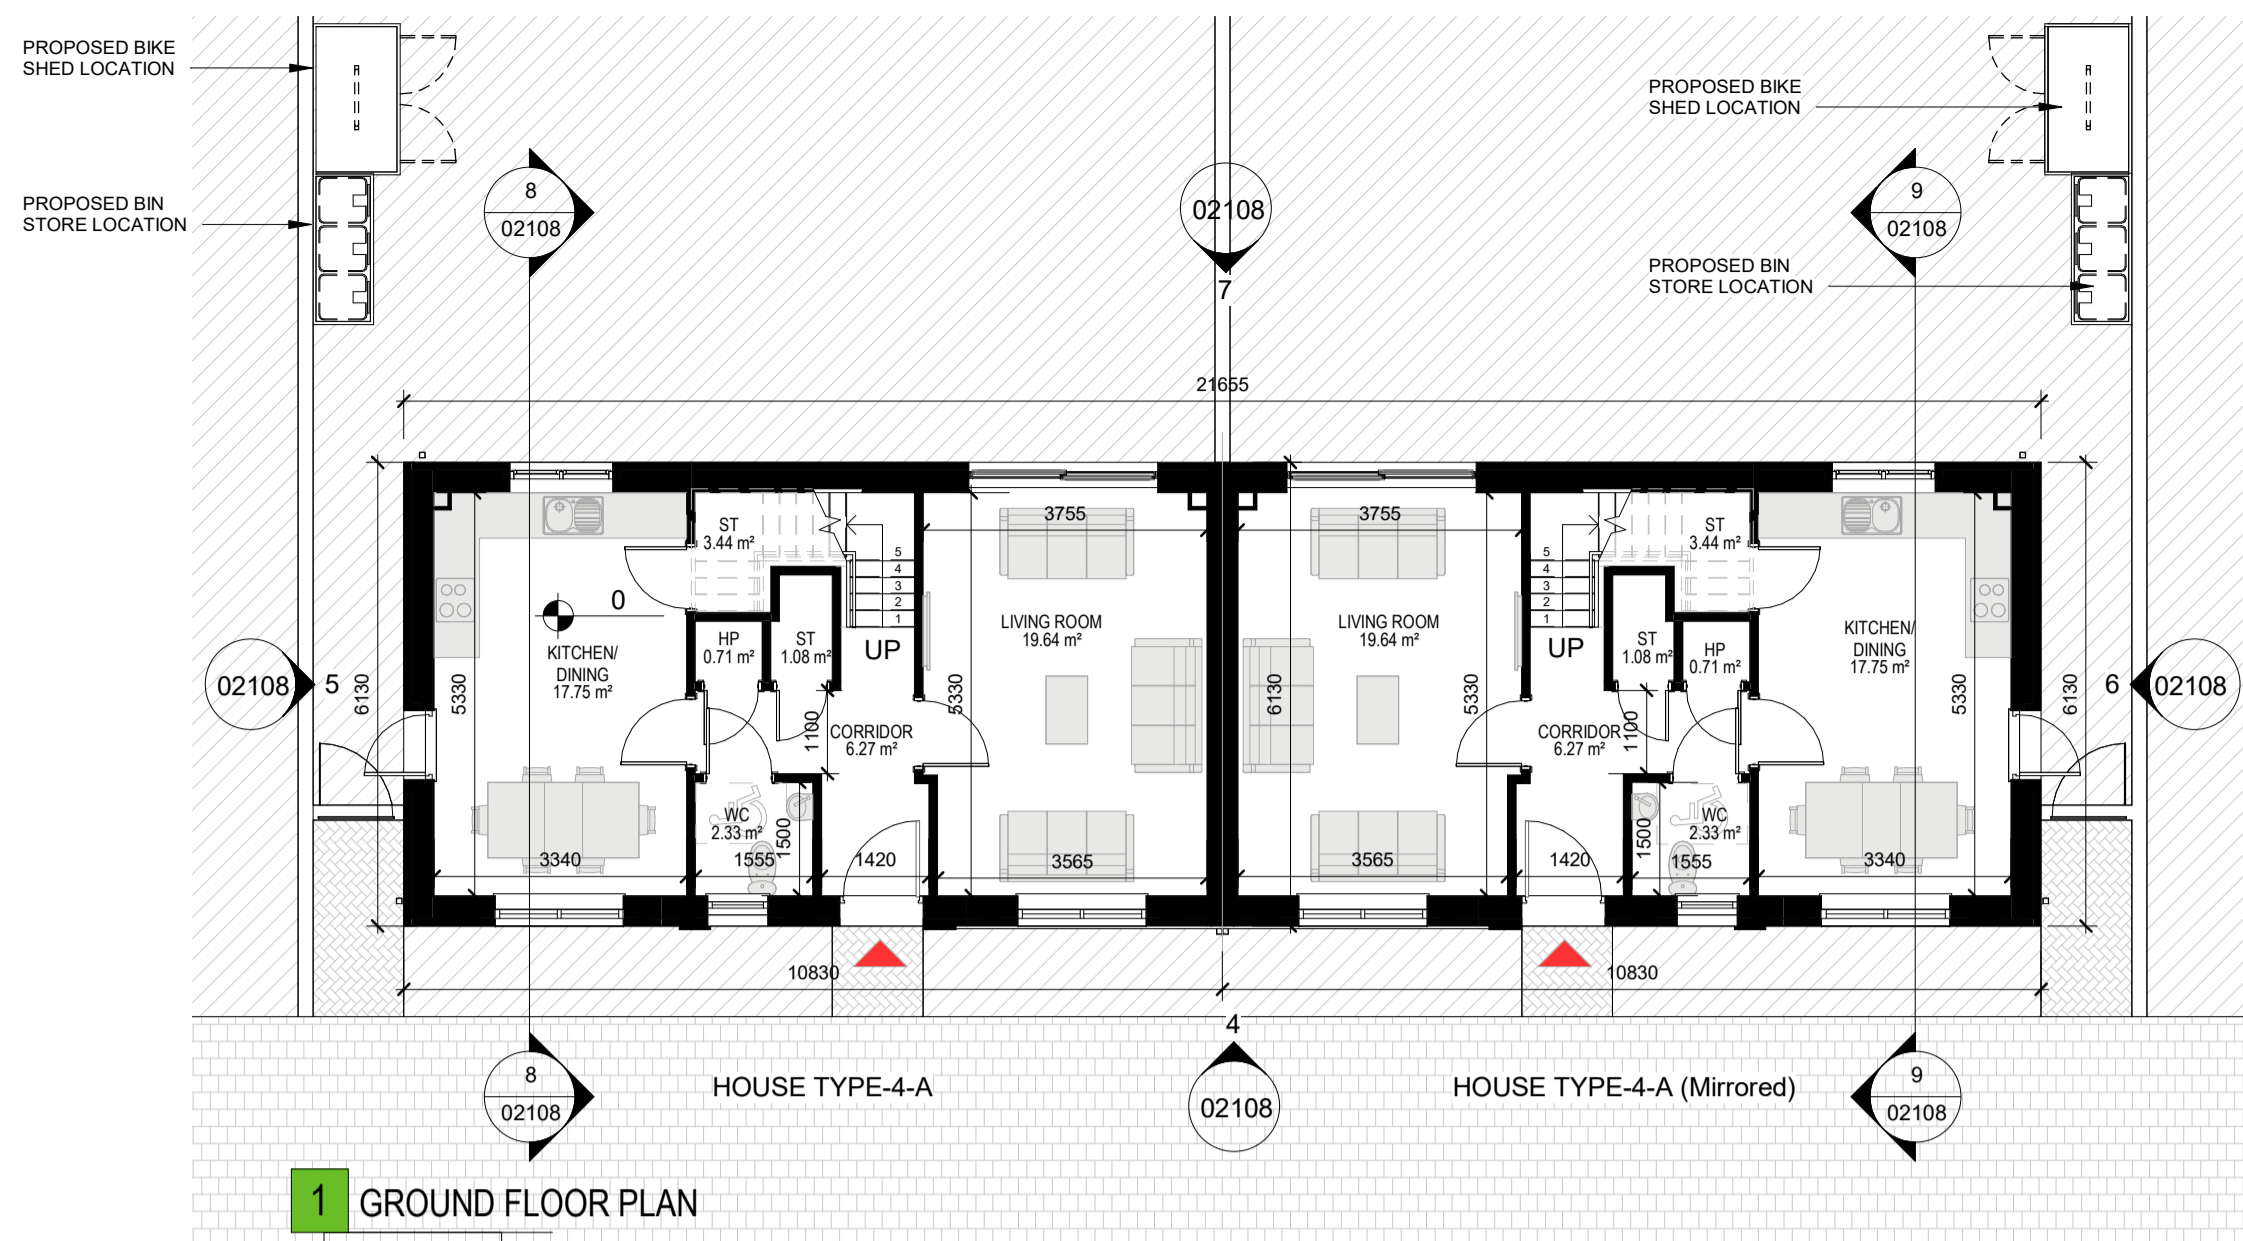 PROPOSED BIKE
SHED LOCATION
PROPOSED BIKE
SHED LOCATION
PROPOSED BIN
STORE LOCATION
8
02108
02108
7
9
02108
PROPOSED BIN
STORE LOCATION
21655
ST
3.44 m²
3755
3755
ST
3.44 m²
5
4
3
2
1
5
4
3
2
1
0
HP
0.71 m²
ST
1.08 m²
UP
LIVING ROOM
19.64 m²
LIVING ROOM
19.64 m²
UP
ST
1.08 m²
HP
0.71 m²
KITCHEN/
DINING
17.75 m²
KITCHEN/
DINING
17.75 m²
02108
5
6130
5330
1100
CORRIDOR
6.27 m²
5330
6130
5330
CORRIDOR
6.27 m²
1100
5330
6130
6
02108
WC
2.33 m²
1500
1500
WC
2.33 m²
3340
1555
1420
3565
3565
1420
1555
3340
10830
10830
4
02108
8
02108
HOUSE TYPE-4-A
HOUSE TYPE-4-A (Mirrored)
9
02108
1
GROUND FLOOR PLAN